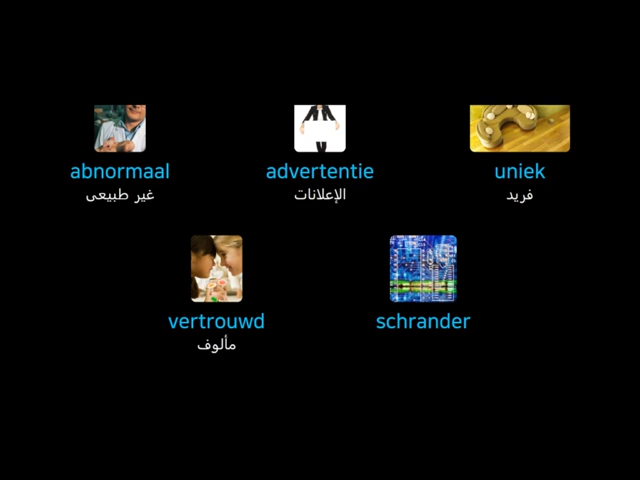 abnormaal advertentie uniek
غير طبيعى الإعلانات فريد
vertrouwd schrander
مألوف